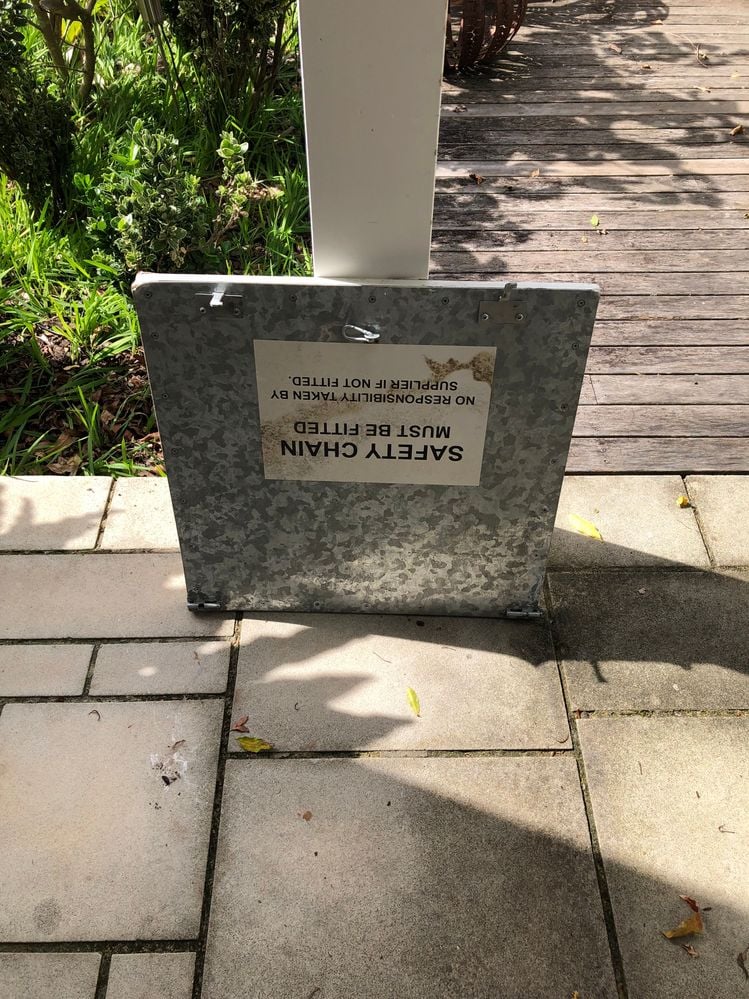 SAFETY CHAIN
MUST BE FITTED
NO RESPONSIBILITY TAKEN BY
SUPPLIER IF NOT FITTED.